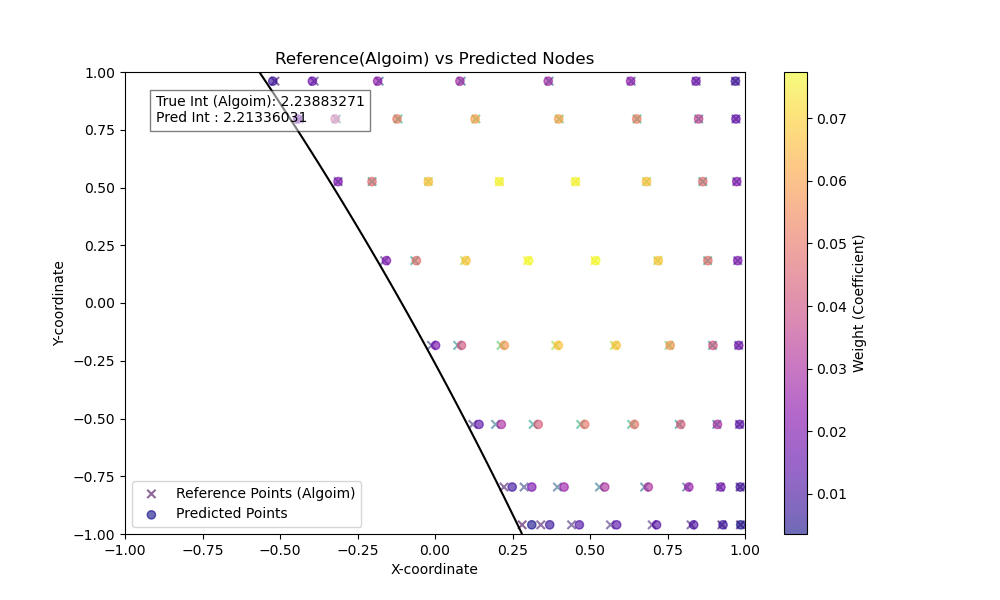 Reference(Algoim) vs Predicted Nodes
True Int (Algoim): 2.23883271
Pred Int : 2.21336031
Y-coordinate
1.00
0.75
0.50
0.25
0.00
−0.25
−0.50
−0.75
−1.00
Reference Points (Algoim)
Predicted Points
−1.00 −0.75 −0.50 −0.25 0.00 0.25 0.50 0.75 1.00
X-coordinate
0.07
0.06
0.05
0.04
0.03
0.02
0.01
Weight (Coefficient)